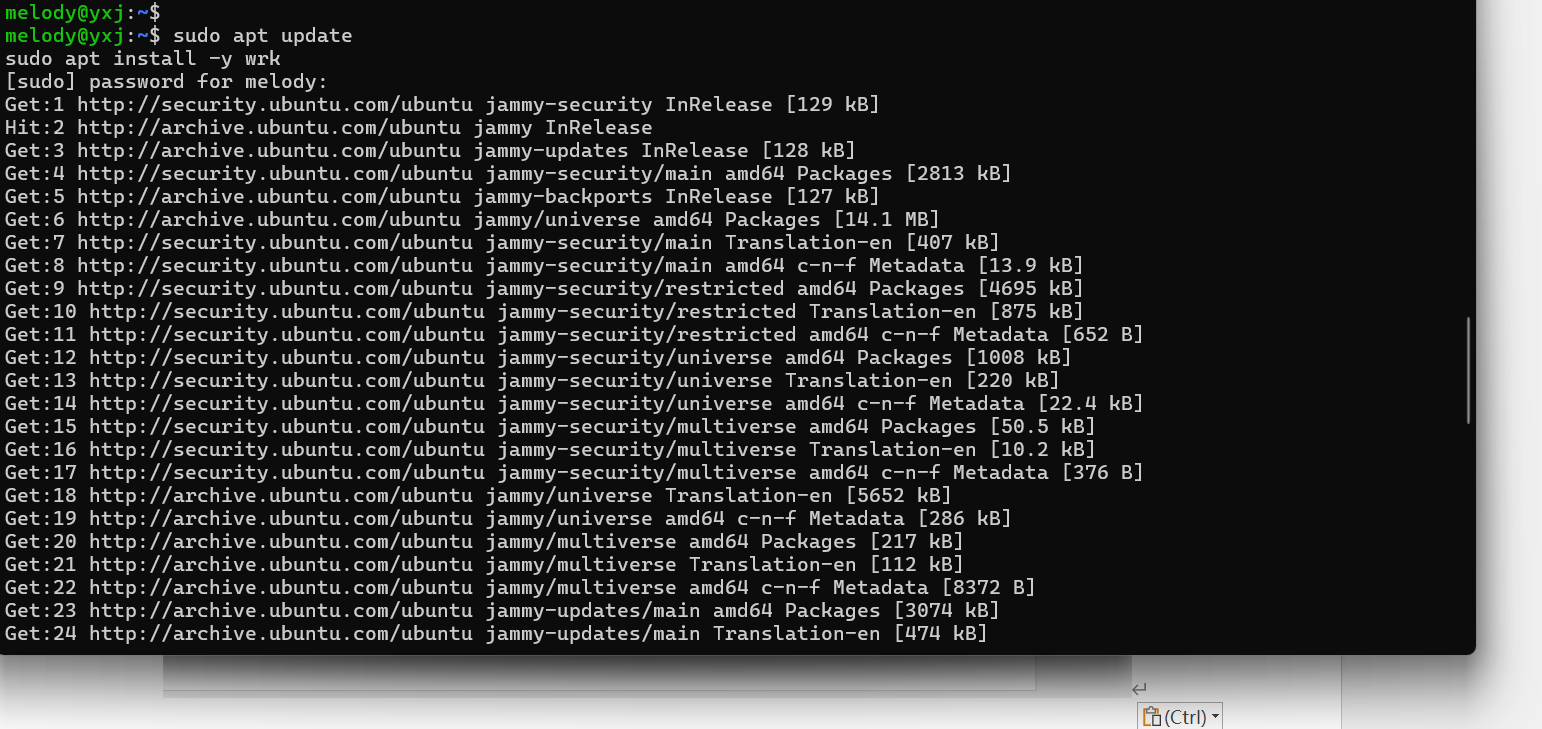 melody@yxj:~$
melody@yxj:~$ sudo apt update
sudo apt install -y wrk
[sudo] password for melody:
Get:1 http://security.ubuntu.com/ubuntu jammy-security InRelease [129 kB]
Hit:2 http://archive.ubuntu.com/ubuntu jammy InRelease
Get:3 http://archive.ubuntu.com/ubuntu jammy-updates InRelease [128 kB]
Get:4 http://security.ubuntu.com/ubuntu jammy-security/main amd64 Packages [2813 kB]
Get:5 http://archive.ubuntu.com/ubuntu jammy-backports InRelease [127 kB]
Get:6 http://archive.ubuntu.com/ubuntu jammy/universe amd64 Packages [14.1 MB]
Get:7 http://security.ubuntu.com/ubuntu jammy-security/main Translation-en [407 kB]
Get:8 http://security.ubuntu.com/ubuntu jammy-security/main amd64 c-n-f Metadata [13.9 kB]
Get:9 http://security.ubuntu.com/ubuntu jammy-security/restricted amd64 Packages [4695 kB]
Get:10 http://security.ubuntu.com/ubuntu jammy-security/restricted Translation-en [875 kB]
Get:11 http://security.ubuntu.com/ubuntu jammy-security/restricted amd64 c-n-f Metadata [652 B]
Get:12 http://security.ubuntu.com/ubuntu jammy-security/universe amd64 Packages [1008 kB]
Get:13 http://security.ubuntu.com/ubuntu jammy-security/universe Translation-en [220 kB]
Get:14 http://security.ubuntu.com/ubuntu jammy-security/universe amd64 c-n-f Metadata [22.4 kB]
Get:15 http://security.ubuntu.com/ubuntu jammy-security/multiverse amd64 Packages [50.5 kB]
Get:16 http://security.ubuntu.com/ubuntu jammy-security/multiverse Translation-en [10.2 kB]
Get:17 http://security.ubuntu.com/ubuntu jammy-security/multiverse amd64 c-n-f Metadata [376 B]
Get:18 http://archive.ubuntu.com/ubuntu jammy/universe Translation-en [5652 kB]
Get:19 http://archive.ubuntu.com/ubuntu jammy/universe amd64 c-n-f Metadata [286 kB]
Get:20 http://archive.ubuntu.com/ubuntu jammy/multiverse amd64 Packages [217 kB]
Get:21 http://archive.ubuntu.com/ubuntu jammy/multiverse Translation-en [112 kB]
Get:22 http://archive.ubuntu.com/ubuntu jammy/multiverse amd64 c-n-f Metadata [8372 B]
Get:23 http://archive.ubuntu.com/ubuntu jammy-updates/main amd64 Packages [3074 kB]
Get:24 http://archive.ubuntu.com/ubuntu jammy-updates/main Translation-en [474 kB]
(Ctrl)